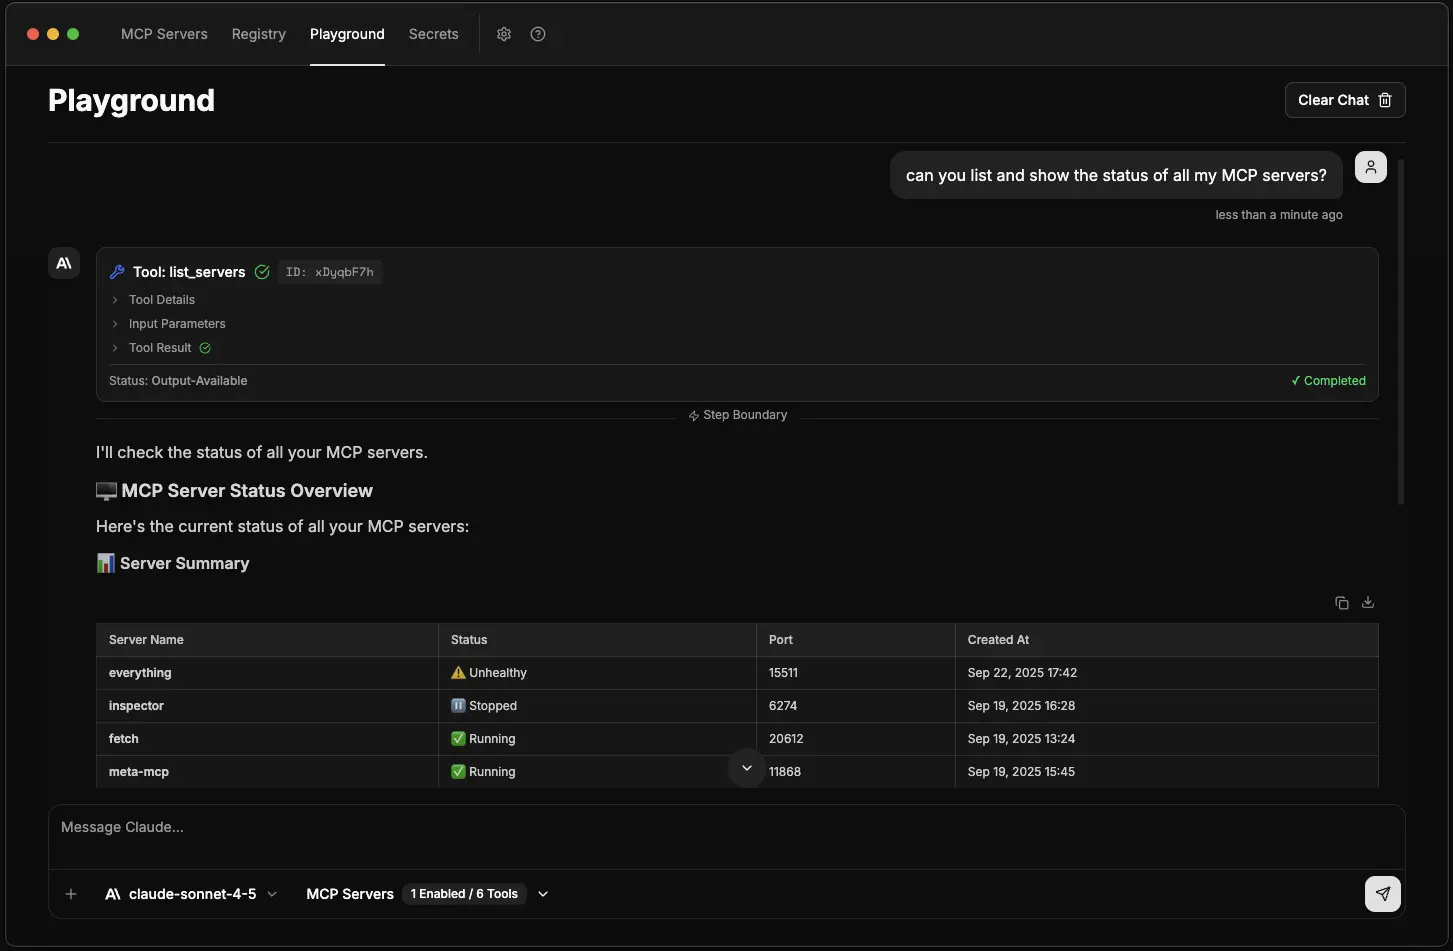 MCP Servers Registry Playground Secrets
Playground
Clear Chat
can you list and show the status of all my MCP servers?
less than a minute ago
Tool: list_servers ID: xDyqbF7h
Tool Details
Input Parameters
Tool Result
Status: Output-Available ✓ Completed
Step Boundary
I'll check the status of all your MCP servers.
MCP Server Status Overview
Here's the current status of all your MCP servers:
Server Summary
Server Name Status Port Created At
everything Unhealthy 15511 Sep 22, 2025 17:42
inspector Stopped 6274 Sep 19, 2025 16:28
fetch Running 20612 Sep 19, 2025 13:24
meta-mcp Running 11868 Sep 19, 2025 15:45
Message Claude...
claude-sonnet-4-5 MCP Servers 1 Enabled / 6 Tools